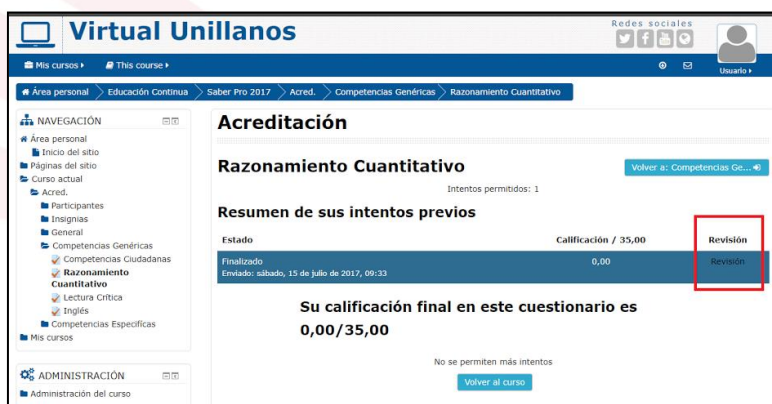 Virtual Unillanos
Redes sociales
Mis cursos
This course
Usuario
Área personal
Educación Continua
Saber Pro 2017
Acred.
Competencias Genéricas
Razonamiento Cuantitativo
NAVEGACIÓN
Área personal
Inicio del sitio
Páginas del sitio
Curso actual
Acred.
Participantes
Insignias
General
Competencias Genéricas
Competencias Ciudadanas
Razonamiento
Cuantitativo
Lectura Crítica
Inglés
Competencias Específicas
Mis cursos
ADMINISTRACIÓN
Administración del curso
Acreditación
Razonamiento Cuantitativo
Volver a: Competencias Ge...
Intentos permitidos: 1
Resumen de sus intentos previos
Estado
Calificación / 35,00
Revisión
Finalizado
Enviado: sábado, 15 de julio de 2017, 09:33
0,00
Revisión
Su calificación final en este cuestionario es
0,00/35,00
No se permiten más intentos
Volver al curso